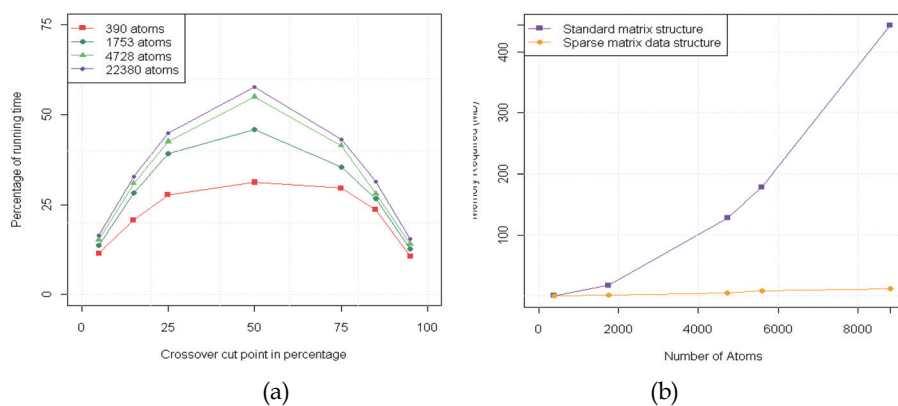 390 atoms
1753 atoms
4728 atoms
22380 atoms
Percentage of running time
75
50
25
0
0 25 50 75 100
Crossover cut point in percentage
(a)
Standard matrix structure
Sparse matrix data structure
400
300
200
100
0 2000 4000 6000 8000
Number of Atoms
(b)